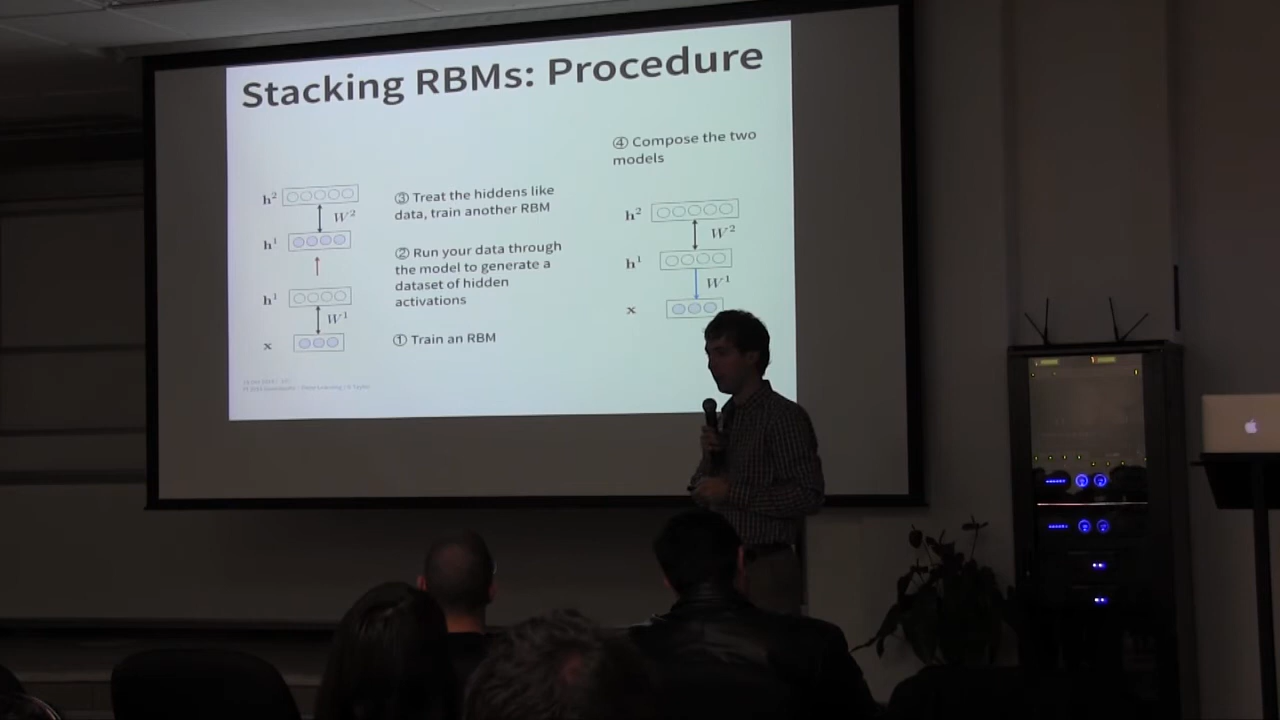 Stacking RBMs: Procedure
④ Compose the two
models
h²
W²
h¹
h¹
W¹
x
③ Treat the hiddens like
data, train another RBM
② Run your data through
the model to generate a
dataset of hidden
activations
① Train an RBM
h²
W²
h¹
W¹
x